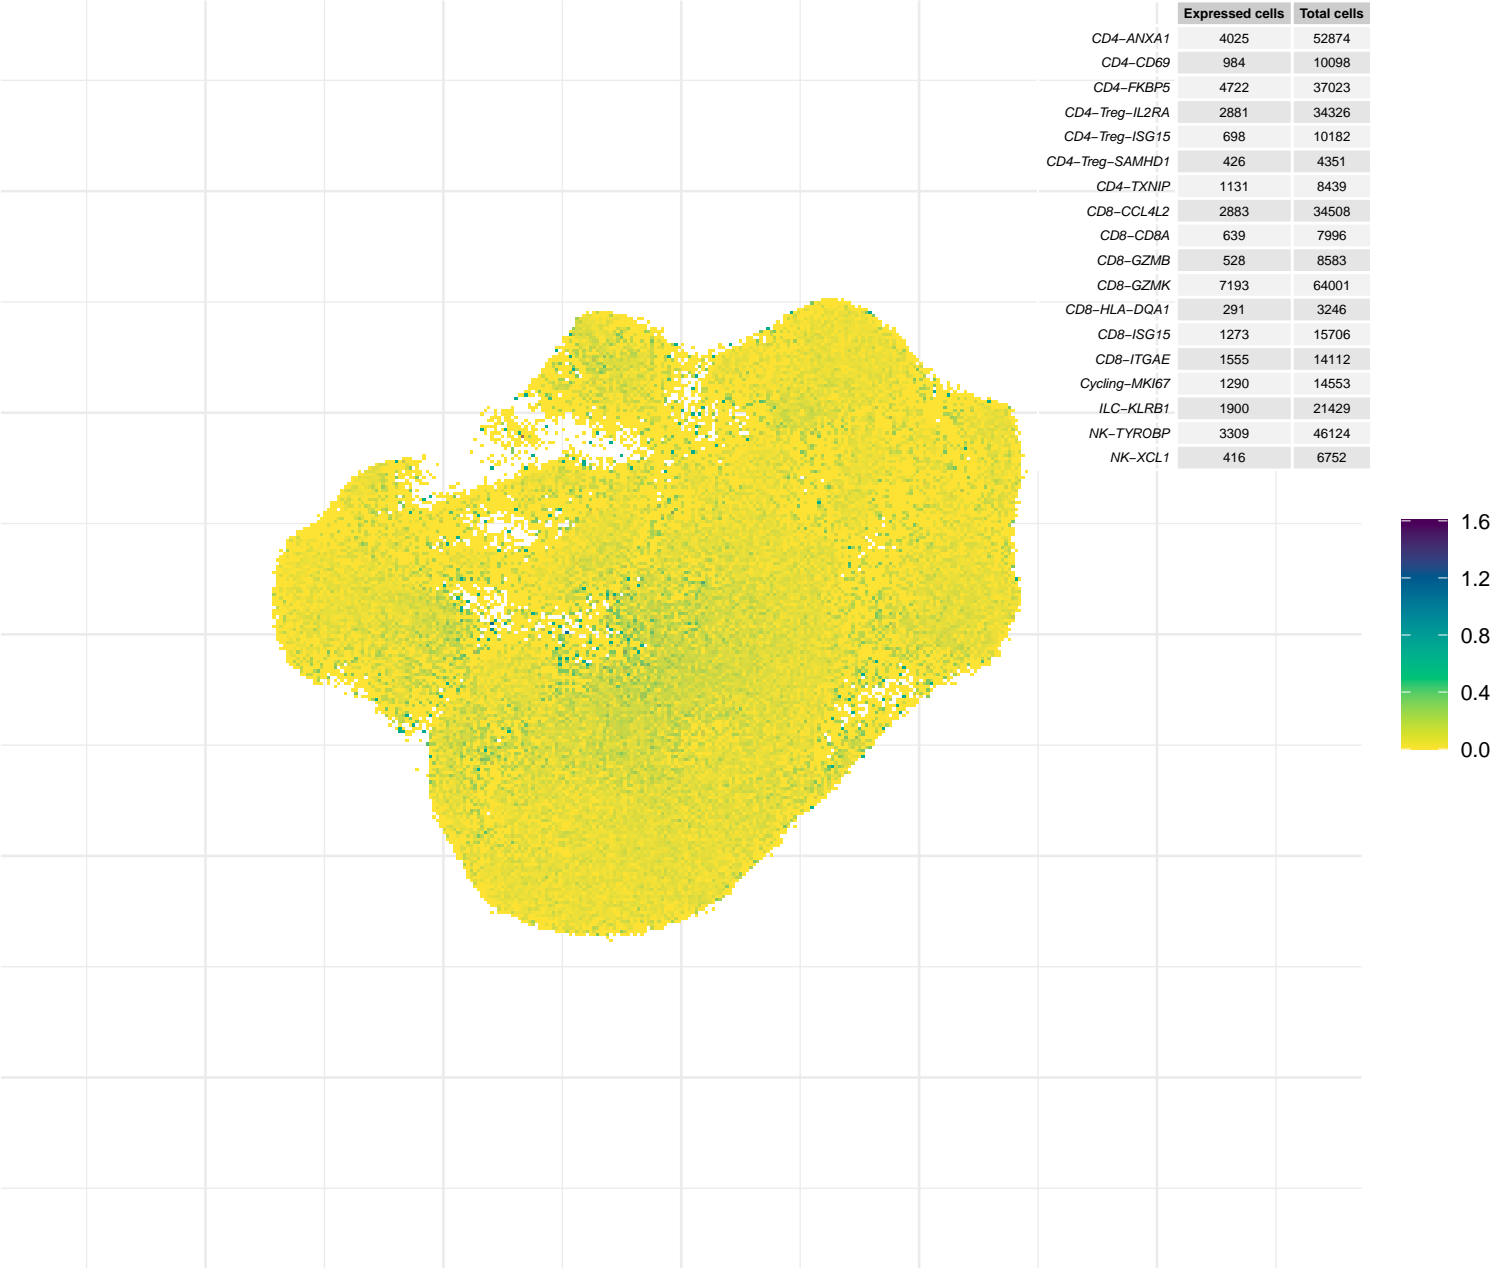 Expressed cells Total cells
CD4−ANXA1 4025 52874
CD4−CD69 984 10098
CD4−FKBP5 4722 37023
CD4−Treg−IL2RA 2881 34326
CD4−Treg−ISG15 698 10182
CD4−Treg−SAMHD1 426 4351
CD4−TXNIP 1131 8439
CD8−CCL4L2 2883 34508
CD8−CD8A 639 7996
CD8−GZMB 528 8583
CD8−GZMK 7193 64001
CD8−HLA−DQA1 291 3246
CD8−ISG15 1273 15706
CD8−ITGAE 1555 14112
Cycling−MKI67 1290 14553
ILC−KLRB1 1900 21429
NK−TYROBP 3309 46124
NK−XCL1 416 6752
1.6
1.2
0.8
0.4
0.0